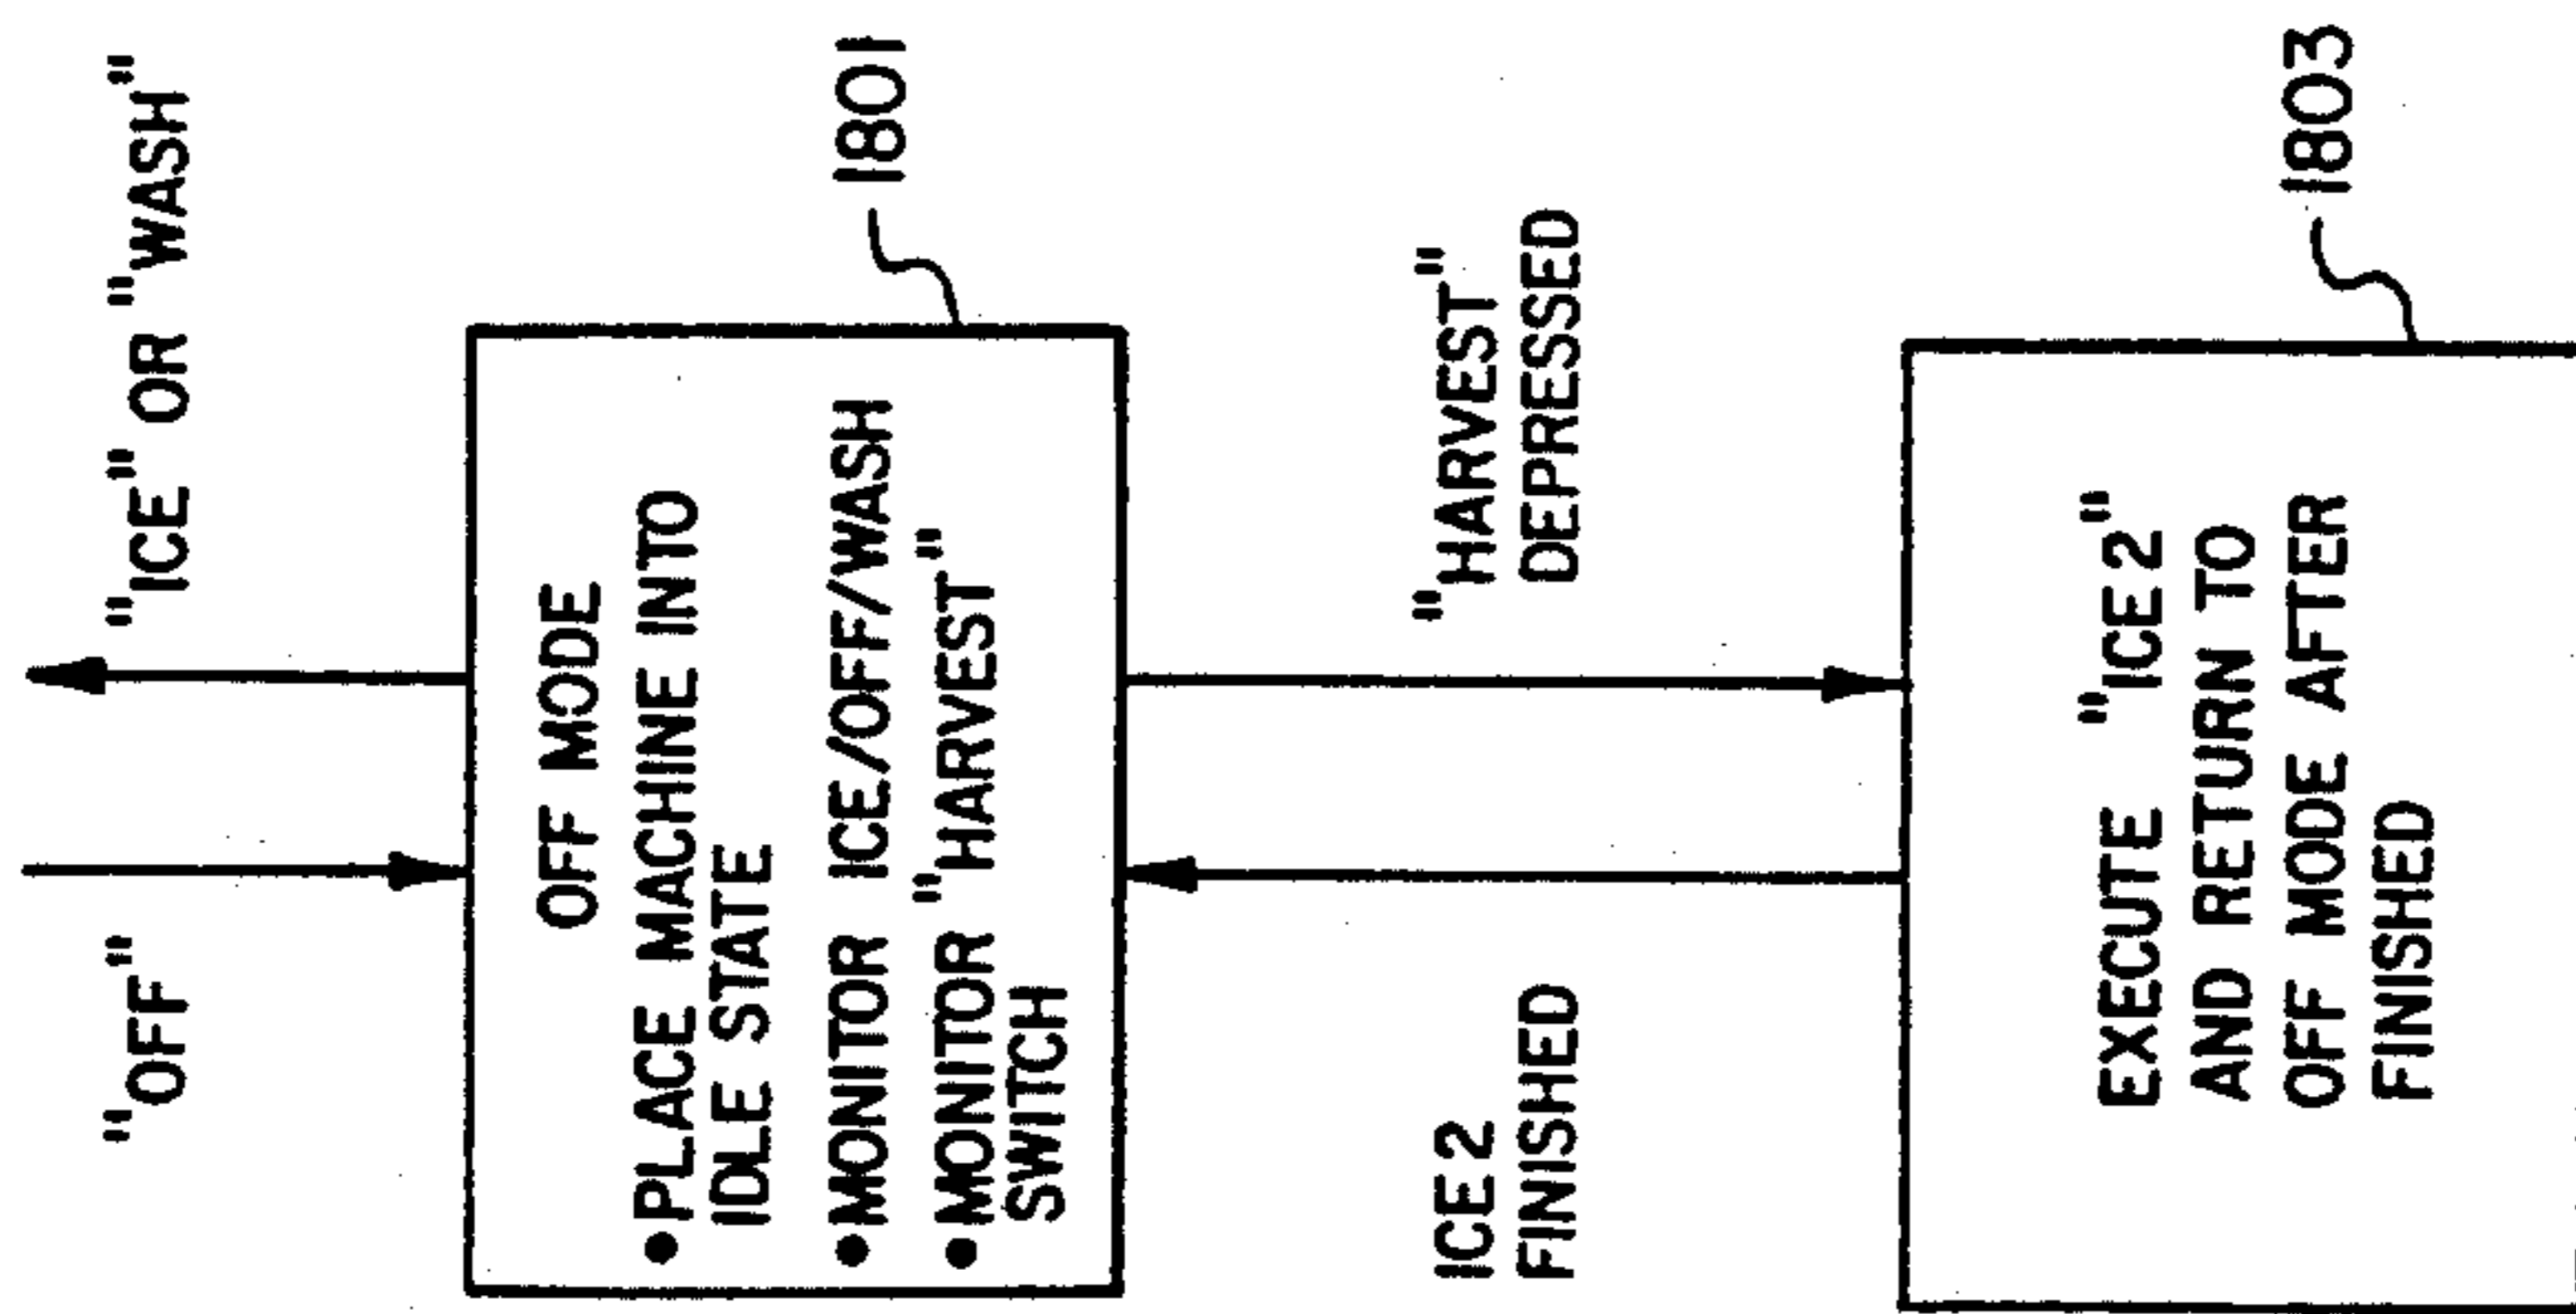 "OFF"
"ICE" OR "WASH"
OFF MODE
•PLACE MACHINE INTO
IDLE STATE
•MONITOR ICE/OFF/WASH
•MONITOR "HARVEST"
SWITCH
1801
ICE 2
FINISHED
"HARVEST"
DEPRESSED
EXECUTE "ICE 2"
AND RETURN TO
OFF MODE AFTER
FINISHED
1803